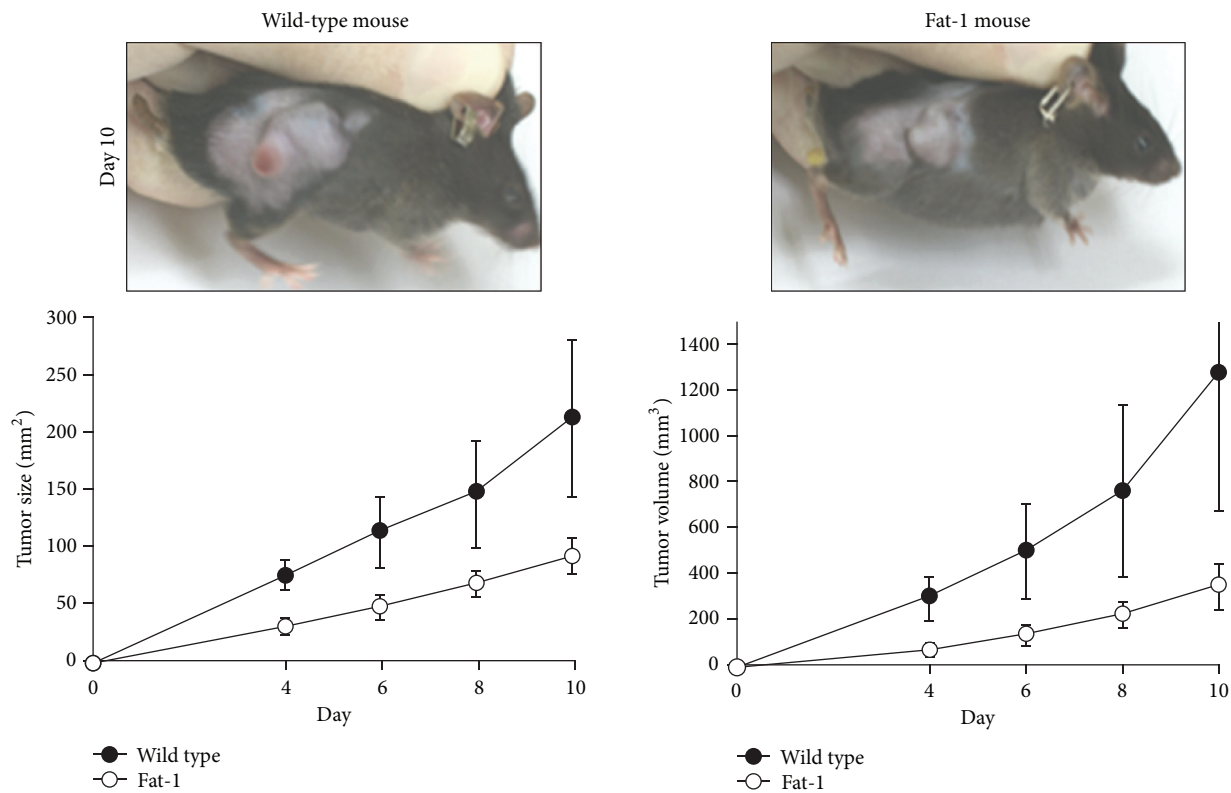 Wild-type mouse
Fat-1 mouse
Day 10
300
250
200
150
100
50
0
Tumor size (mm²)
0 4 6 8 10
Day
Wild type
Fat-1
1400
1200
1000
800
600
400
200
0
Tumor volume (mm³)
0 4 6 8 10
Day
Wild type
Fat-1